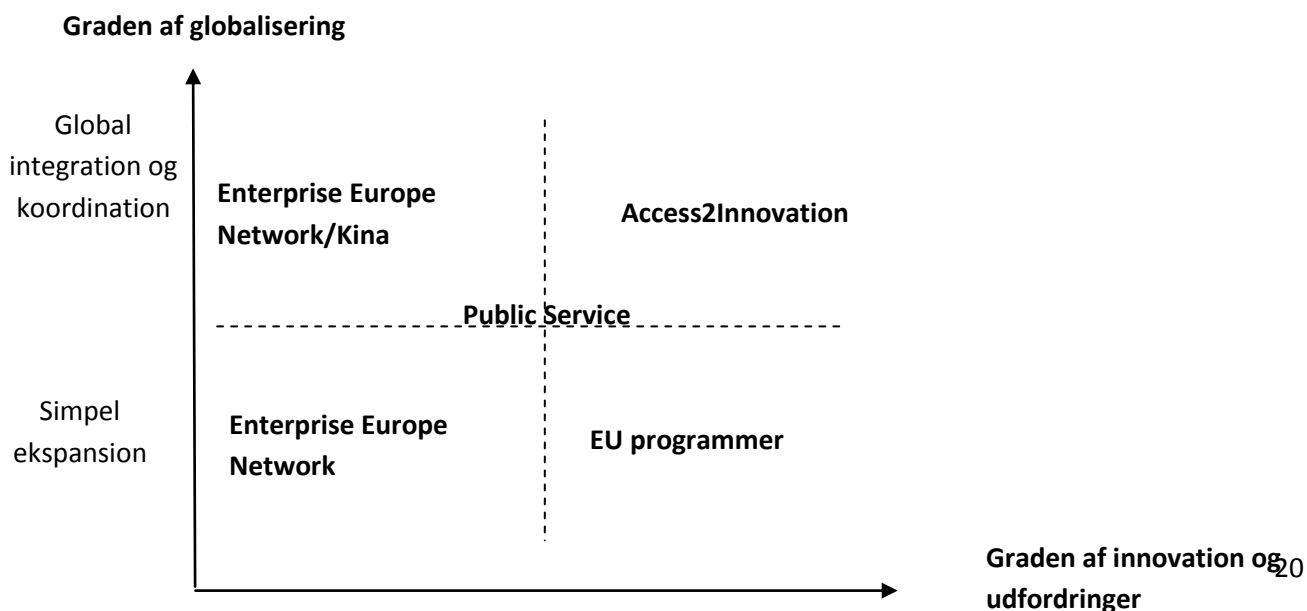 Graden af globalisering
Global
integration og
koordination
Enterprise Europe
Network/Kina
Access2Innovation
Public Service
Simpel
ekspansion
Enterprise Europe
Network
EU programmer
Graden af innovation og
udfordringer
20